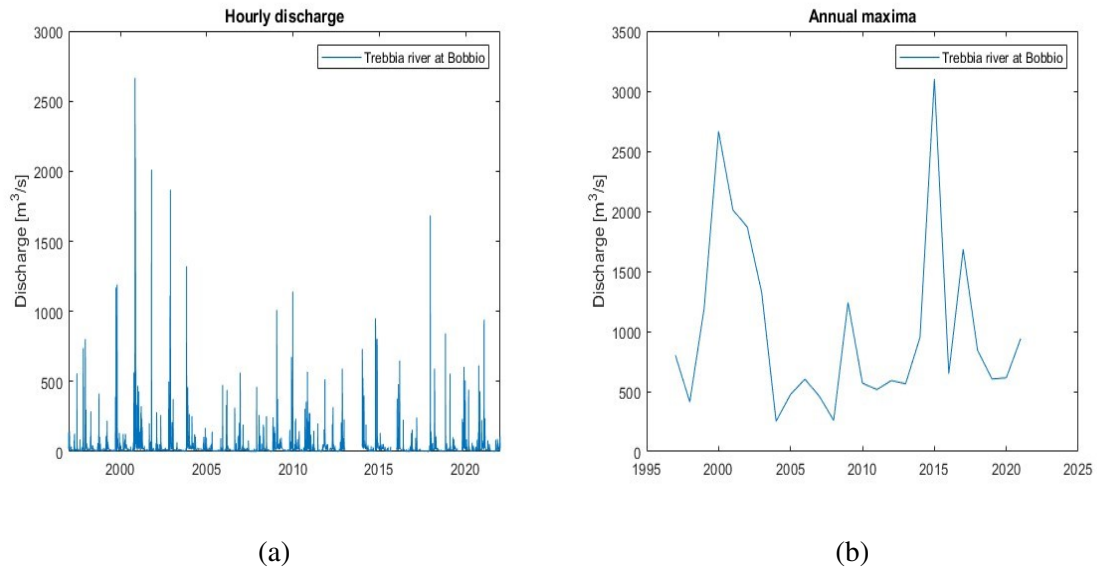 Hourly discharge
3000
2500
2000
1500
1000
500
0
Discharge [m³/s]
Trebbia river at Bobbio
2000 2005 2010 2015 2020
(a)
Annual maxima
3500
3000
2500
2000
1500
1000
500
0
Discharge [m³/s]
Trebbia river at Bobbio
1995 2000 2005 2010 2015 2020 2025
(b)